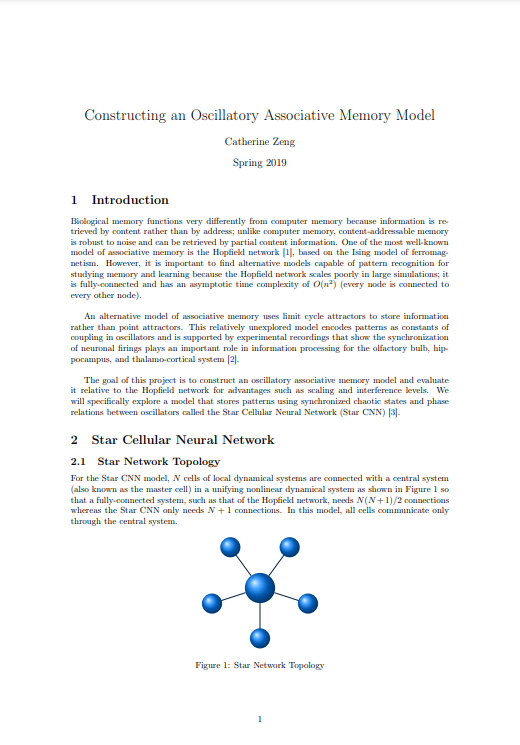 Constructing an Oscillatory Associative Memory Model
Catherine Zeng
Spring 2019
1 Introduction
Biological memory functions very differently from computer memory because information is re-
trieved by content rather than by address; unlike computer memory, content-addressable memory
is robust to noise and can be retrieved by partial content information. One of the most well-known
model of associative memory is the Hopfield network [1], based on the Ising model of ferromag-
netism. However, it is important to find alternative models capable of pattern recognition for
studying memory and learning because the Hopfield network scales poorly in large simulations; it
is fully-connected and has an asymptotic time complexity of O(n²) (every node is connected to
every other node).
An alternative model of associative memory uses limit cycle attractors to store information
rather than point attractors. This relatively unexplored model encodes patterns as constants of
coupling in oscillators and is supported by experimental recordings that show the synchronization
of neuronal firings plays an important role in information processing for the olfactory bulb, hip-
pocampus, and thalamo-cortical system [2].
The goal of this project is to construct an oscillatory associative memory model and evaluate
it relative to the Hopfield network for advantages such as scaling and interference levels. We
will specifically explore a model that stores patterns using synchronized chaotic states and phase
relations between oscillators called the Star Cellular Neural Network (Star CNN) [3].
2 Star Cellular Neural Network
2.1 Star Network Topology
For the Star CNN model, N cells of local dynamical systems are connected with a central system
(also known as the master cell) in a unifying nonlinear dynamical system as shown in Figure 1 so
that a fully-connected system, such as that of the Hopfield network, needs N(N + 1)/2 connections
whereas the Star CNN only needs N + 1 connections. In this model, all cells communicate only
through the central system.
Figure 1: Star Network Topology
1